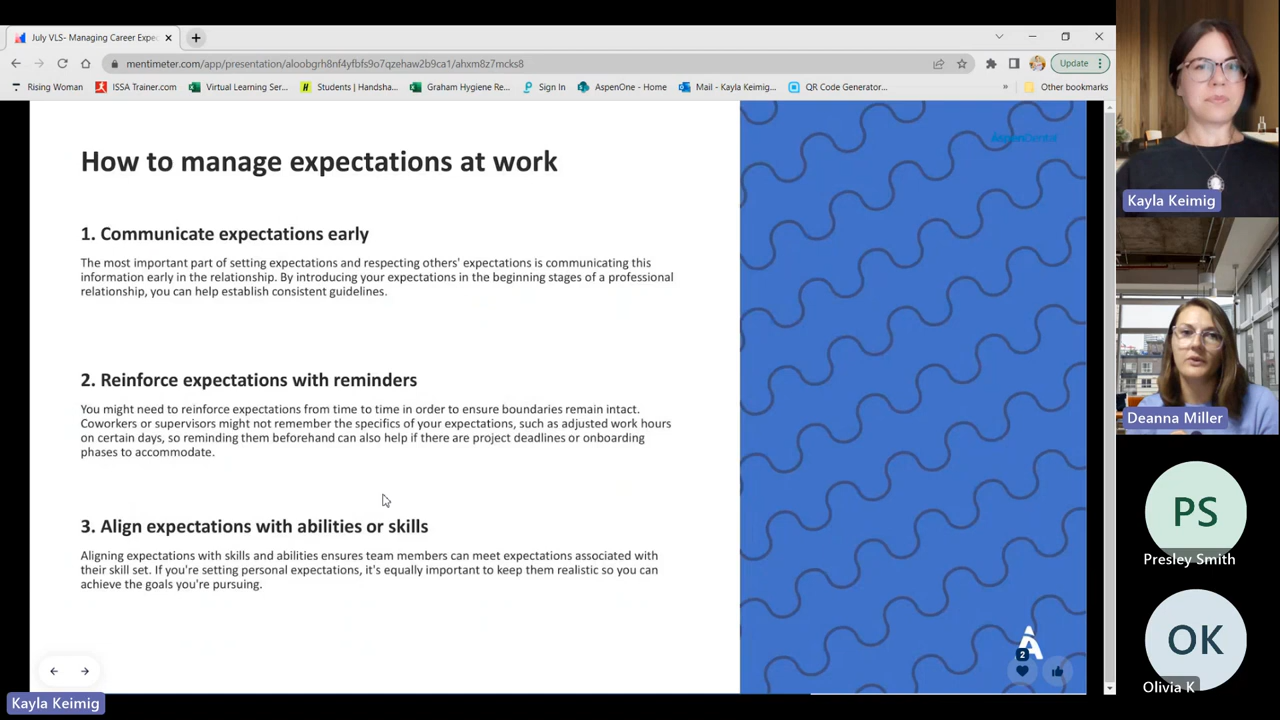 July VLS- Managing Career Expe
mentimeter.com/app/presentation/aloobgrh8nf4yfbfs9o7qzehaw2b9ca1/ahxm8z7mcks8
Update
Rising Woman
ISSA Trainer.com
Virtual Learning Ser...
Students | Handsha...
Graham Hygiene Re...
Sign In
AspenOne - Home
Mail - Kayla Keimig...
QR Code Generator...
»
Other bookmarks
AspenDental
How to manage expectations at work
1. Communicate expectations early
The most important part of setting expectations and respecting others' expectations is communicating this
information early in the relationship. By introducing your expectations in the beginning stages of a professional
relationship, you can help establish consistent guidelines.
2. Reinforce expectations with reminders
You might need to reinforce expectations from time to time in order to ensure boundaries remain intact.
Coworkers or supervisors might not remember the specifics of your expectations, such as adjusted work hours
on certain days, so reminding them beforehand can also help if there are project deadlines or onboarding
phases to accommodate.
3. Align expectations with abilities or skills
Aligning expectations with skills and abilities ensures team members can meet expectations associated with
their skill set. If you're setting personal expectations, it's equally important to keep them realistic so you can
achieve the goals you're pursuing.
A
2
Kayla Keimig
Kayla Keimig
Deanna Miller
PS
Presley Smith
OK
Olivia K